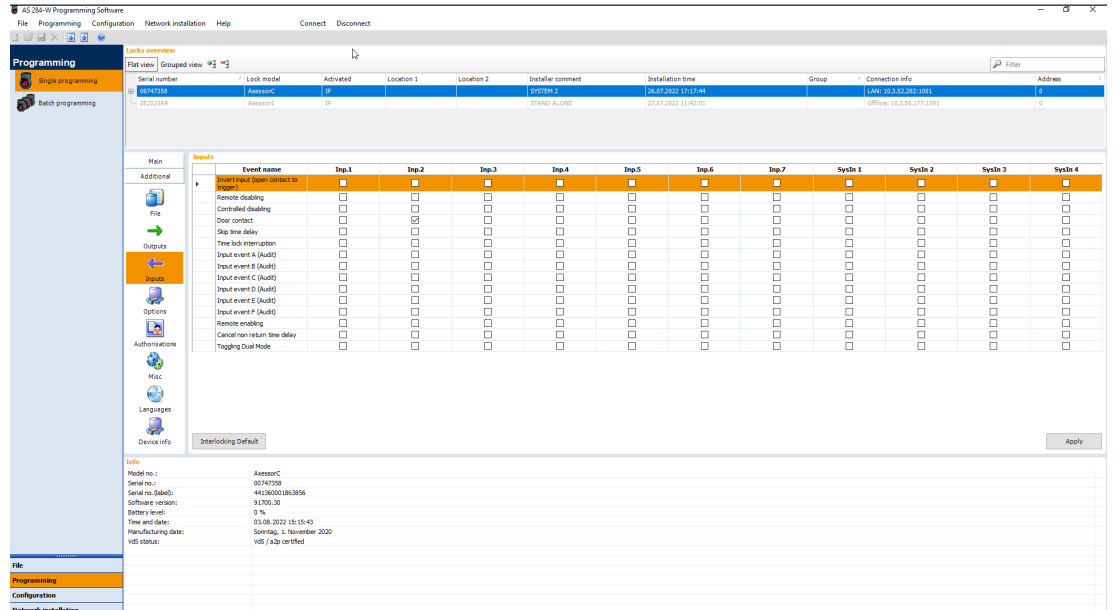 AS 284-W Programming Software
File Programming Configuration Network installation Help Connect Disconnect
Programming
Single programming
Batch programming
Locks overview
Flat view Grouped view Filter
Serial number Lock model Activated Location 1 Location 2 Installer comment Installation time Group Connection info Address
00747358 AxessorC IP SYSTEM 2 26.07.2022 17:17:44 LAN: 10.3.52.202:1001 0
2E2020A9 AxessorI IP STAND ALONE 27.07.2022 11:42:01 Offline: 10.3.50.177:1001 0
Main
Additional
File
Outputs
Inputs
Options
Authorisations
Misc
Languages
Device info
Inputs
Event name Inp.1 Inp.2 Inp.3 Inp.4 Inp.5 Inp.6 Inp.7 SysIn 1 SysIn 2 SysIn 3 SysIn 4
Invert input (open contact to
trigger)
Remote disabling
Controlled disabling
Door contact
Skip time delay
Time lock interruption
Input event A (Audit)
Input event B (Audit)
Input event C (Audit)
Input event D (Audit)
Input event E (Audit)
Input event F (Audit)
Remote enabling
Cancel non return time delay
Toggling Dual Mode
Interlocking Default Apply
Info
Model no.: AxessorC
Serial no.: 00747358
Serial no.(label): 441360001863856
Software version: 91700.30
Battery level: 0 %
Time and date: 03.08.2022 15:15:43
Manufacturing date: Sonntag, 1. November 2020
VdS status: VdS / a2p certified
File
Programming
Configuration
Network installation